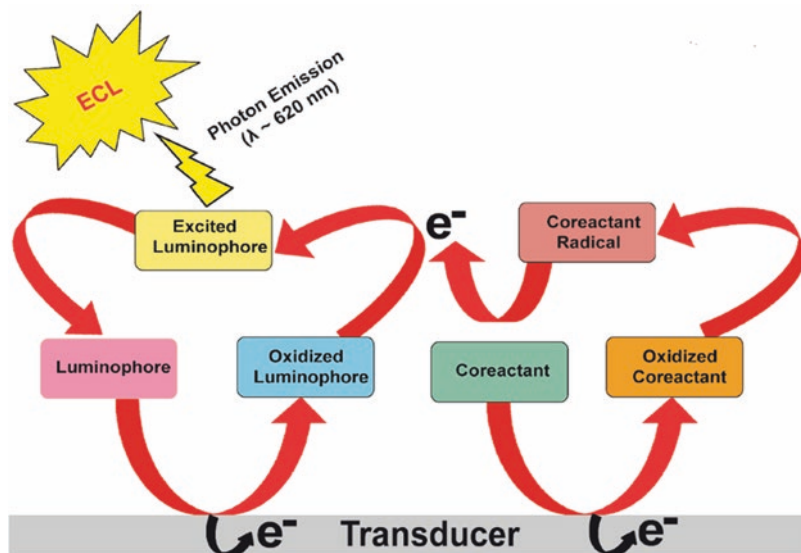 ECL
Photon Emission
(λ ~ 620 nm)
Excited
Luminophore
e-
Coreactant
Radical
Luminophore
Oxidized
Luminophore
Coreactant
Oxidized
Coreactant
e-
Transducer
e-